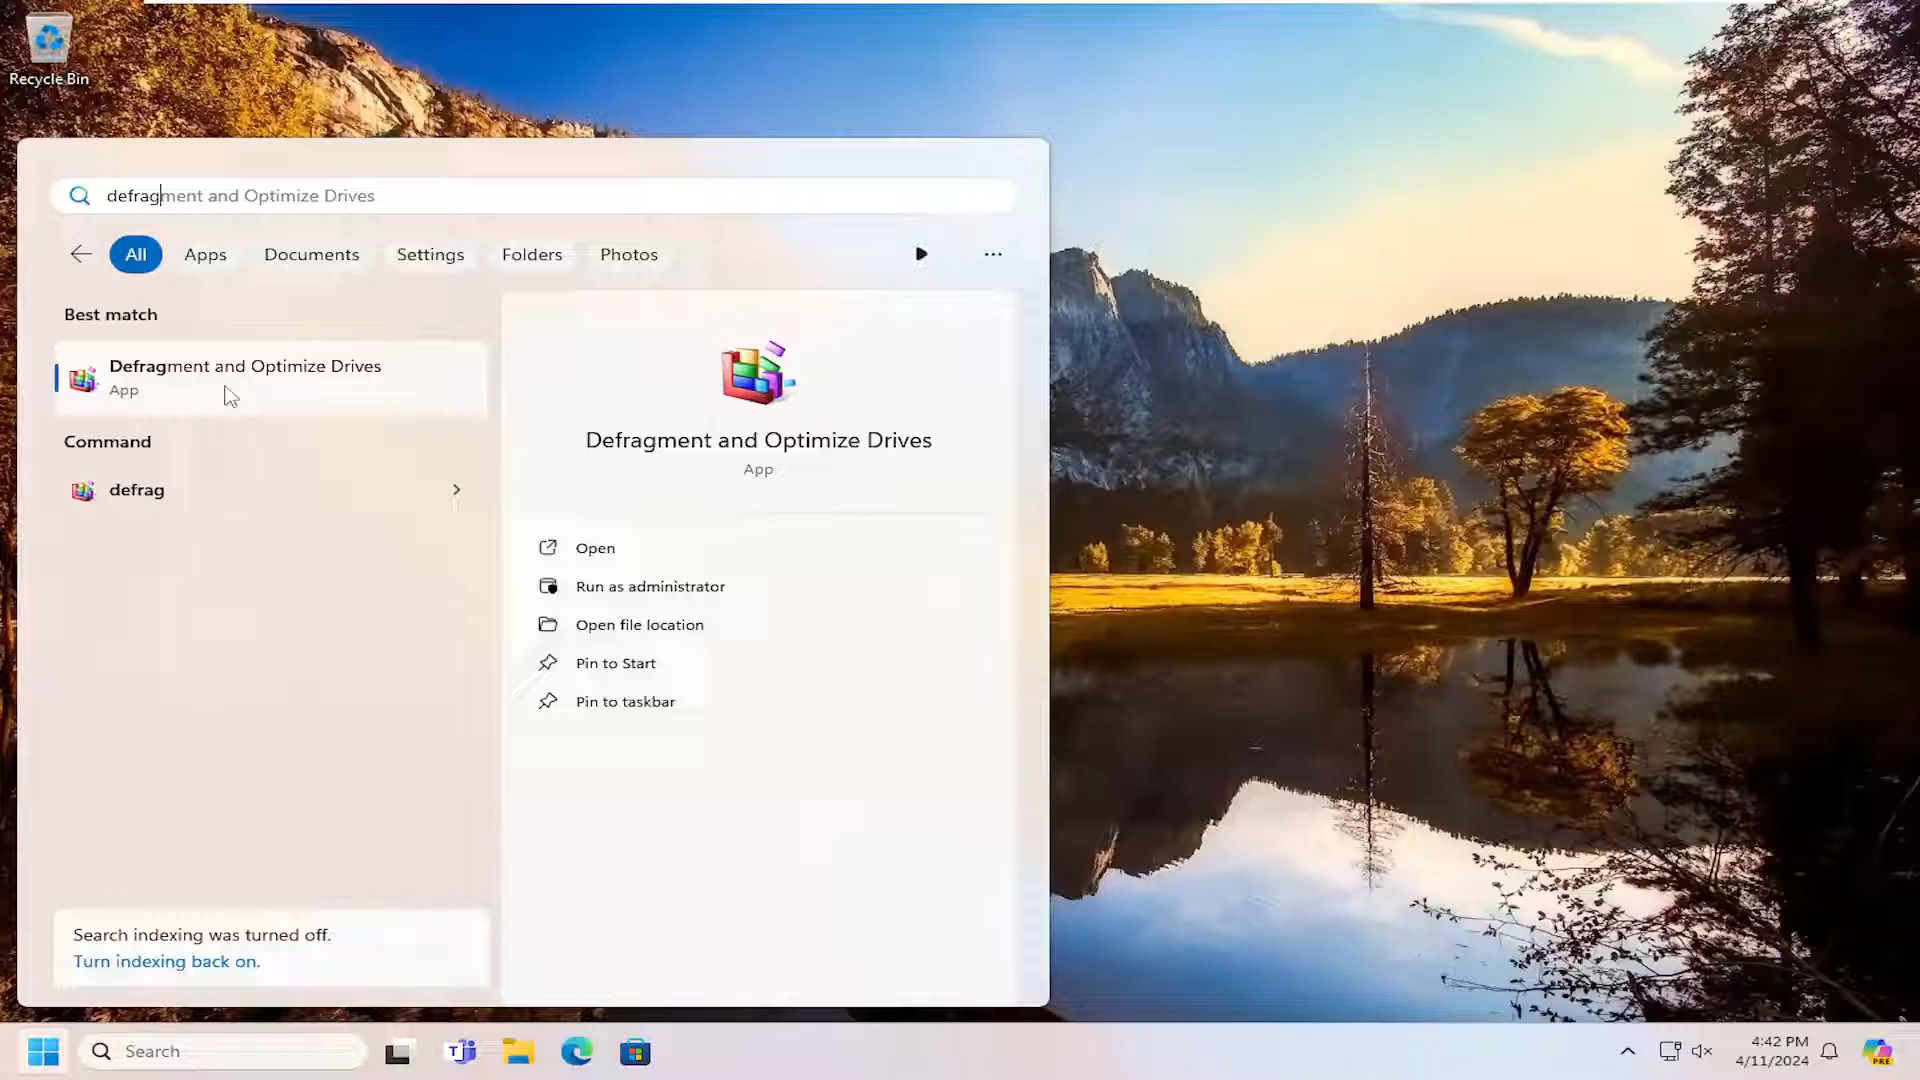 Recycle Bin
defragment and Optimize Drives
All Apps Documents Settings Folders Photos
Best match
Defragment and Optimize Drives
App
Command
defrag
Defragment and Optimize Drives
App
Open
Run as administrator
Open file location
Pin to Start
Pin to taskbar
Search indexing was turned off.
Turn indexing back on.
Search
4:42 PM
4/11/2024
PRE